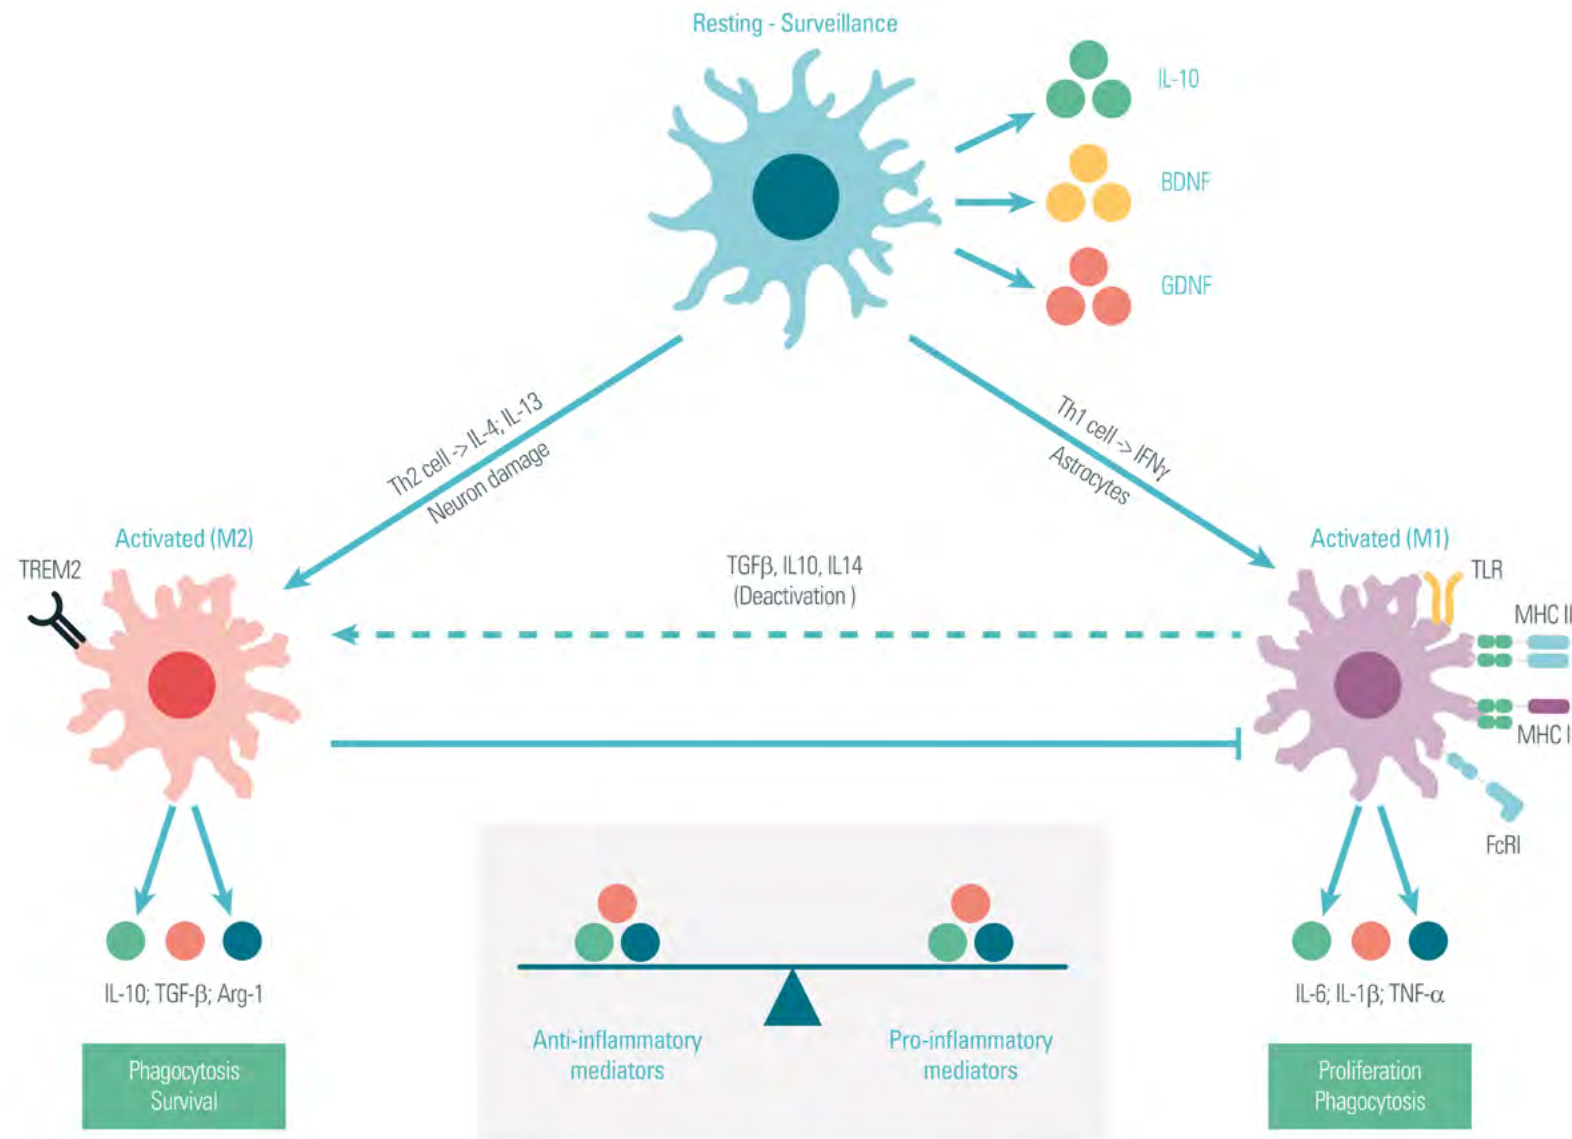 Resting - Surveillance
IL-10
BDNF
GDNF
Th2 cell -> IL-4; IL-13
Neuron damage
Th1 cell -> IFNγ
Astrocytes
Activated (M2)
TREM2
TGFβ, IL10, IL14
(Deactivation )
Activated (M1)
TLR
MHC II
MHC I
FcRI
IL-10; TGF-β; Arg-1
Phagocytosis
Survival
Anti-inflammatory
mediators
Pro-inflammatory
mediators
IL-6; IL-1β; TNF-α
Proliferation
Phagocytosis